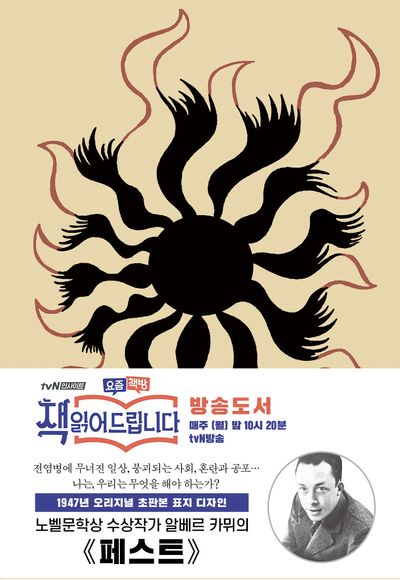 tvN 인사이트
요즘 책방
책 읽어드립니다
방송도서
매주 (월) 밤 10시 20분
tvN방송
전염병에 무너진 일상, 붕괴되는 사회, 혼란과 공포…
나는, 우리는 무엇을 해야 하는가?
1947년 오리지널 초판본 표지 디자인
노벨문학상 수상작가 알베르 카뮈의
《페스트》